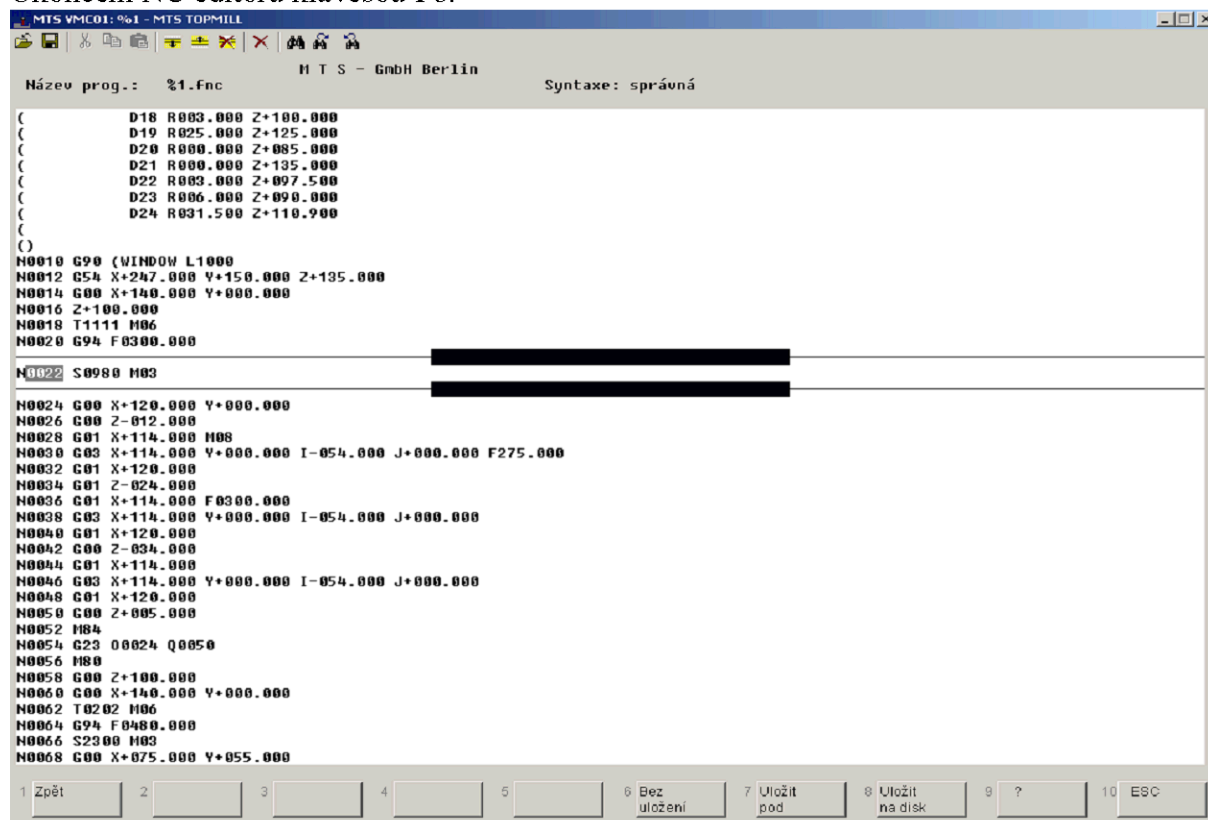 MTS VMC01: %1 - MTS TOPMILL
M T S - GmbH Berlin
Název prog.: %1.fnc Syntaxe: správná
( D18 R003.000 Z+100.000
( D19 R025.000 Z+125.000
( D20 R000.000 Z+085.000
( D21 R000.000 Z+135.000
( D22 R003.000 Z+097.500
( D23 R006.000 Z+090.000
( D24 R031.500 Z+110.900
(
()
N0010 G90 (WINDOW L1000
N0012 G54 X+247.000 Y+150.000 Z+135.000
N0014 G00 X+140.000 Y+000.000
N0016 Z+100.000
N0018 T1111 M06
N0020 G94 F0300.000
N0022 S0980 M03
N0024 G00 X+120.000 Y+000.000
N0026 G00 Z-012.000
N0028 G01 X+114.000 M08
N0030 G03 X+114.000 Y+000.000 I-054.000 J+000.000 F275.000
N0032 G01 X+120.000
N0034 G01 Z-024.000
N0036 G01 X+114.000 F0300.000
N0038 G03 X+114.000 Y+000.000 I-054.000 J+000.000
N0040 G01 X+120.000
N0042 G00 Z-034.000
N0044 G01 X+114.000
N0046 G03 X+114.000 Y+000.000 I-054.000 J+000.000
N0048 G01 X+120.000
N0050 G00 Z+005.000
N0052 M84
N0054 G23 O0024 Q0050
N0056 M80
N0058 G00 Z+100.000
N0060 G00 X+140.000 Y+000.000
N0062 T0202 M06
N0064 G94 F0480.000
N0066 S2300 M03
N0068 G00 X+075.000 Y+055.000
1 Zpět 2 3 4 5 6 Bez uložení 7 Uložit pod 8 Uložit na disk 9 ? 10 ESC